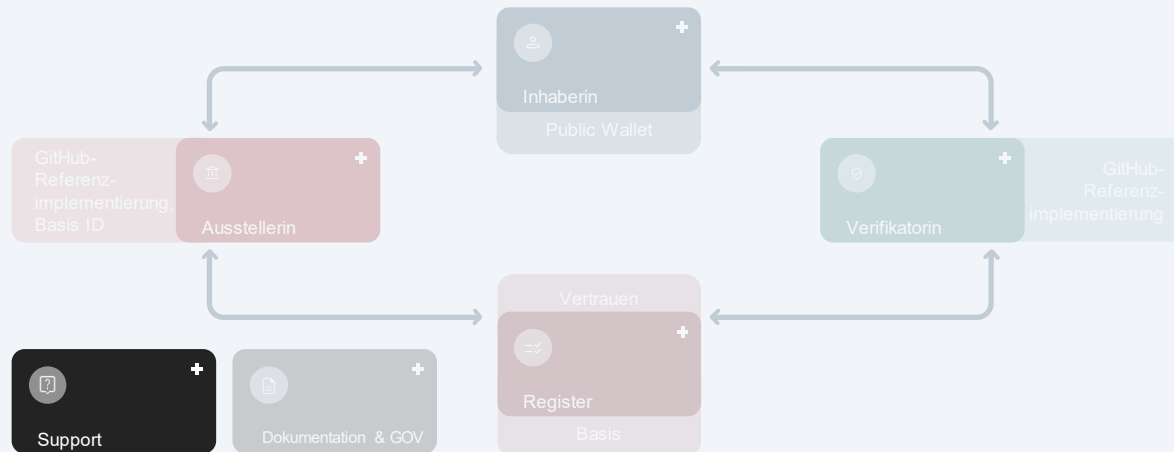 Inhaberin
Public Wallet
GitHub-
Referenz-
implementierung,
Basis ID
Ausstellerin
Verifikatorin
GitHub-
Referenz-
implementierung
Vertrauen
Register
Basis
Support
Dokumentation & GOV